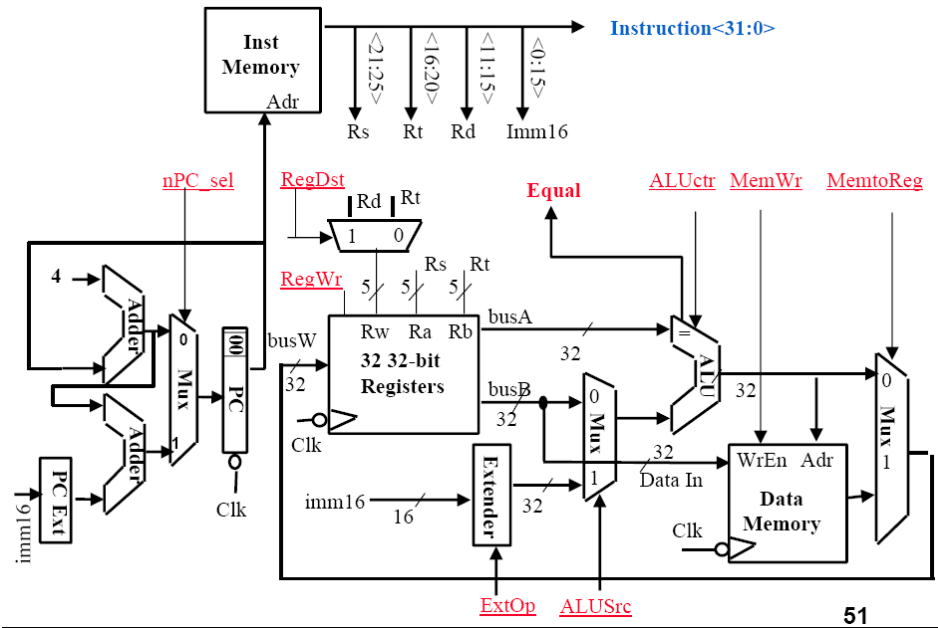 Inst
Memory
Adr
Instruction<31:0>
<21:25>
<16:20>
<11:15>
<0:15>
Rs
Rt
Rd
Imm16
nPC_sel
RegDst
Rd
Rt
1
0
Equal
ALUctr
MemWr
MemtoReg
4
Adder
0
Mux
1
00
PC
Clk
Adder
PC Ext
imm16
RegWr
5
5
5
Rs
Rt
busW
32
Rw
Ra
Rb
32 32-bit
Registers
Clk
busA
32
busB
32
=
ALU
32
0
Mux
1
imm16
16
Extender
32
32
Data In
WrEn
Adr
Data
Memory
Clk
0
Mux
1
ExtOp
ALUSrc
51